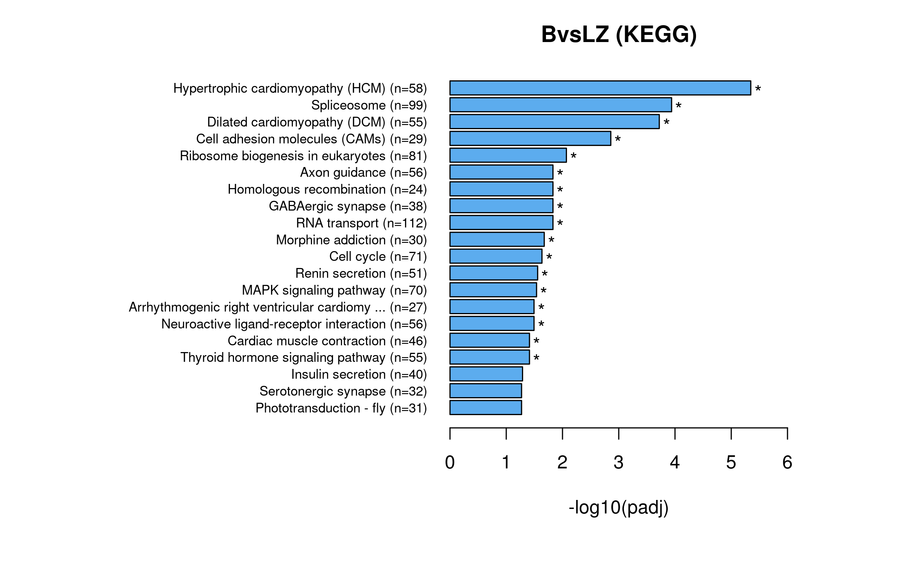 BvsLZ (KEGG)
Hypertrophic cardiomyopathy (HCM) (n=58)
*
Spliceosome (n=99)
*
Dilated cardiomyopathy (DCM) (n=55)
*
Cell adhesion molecules (CAMs) (n=29)
*
Ribosome biogenesis in eukaryotes (n=81)
*
Axon guidance (n=56)
*
Homologous recombination (n=24)
*
GABAergic synapse (n=38)
*
RNA transport (n=112)
*
Morphine addiction (n=30)
*
Cell cycle (n=71)
*
Renin secretion (n=51)
*
MAPK signaling pathway (n=70)
*
Arrhythmogenic right ventricular cardiomy ... (n=27)
*
Neuroactive ligand-receptor interaction (n=56)
*
Cardiac muscle contraction (n=46)
*
Thyroid hormone signaling pathway (n=55)
*
Insulin secretion (n=40)
Serotonergic synapse (n=32)
Phototransduction - fly (n=31)
0 1 2 3 4 5 6
-log10(padj)